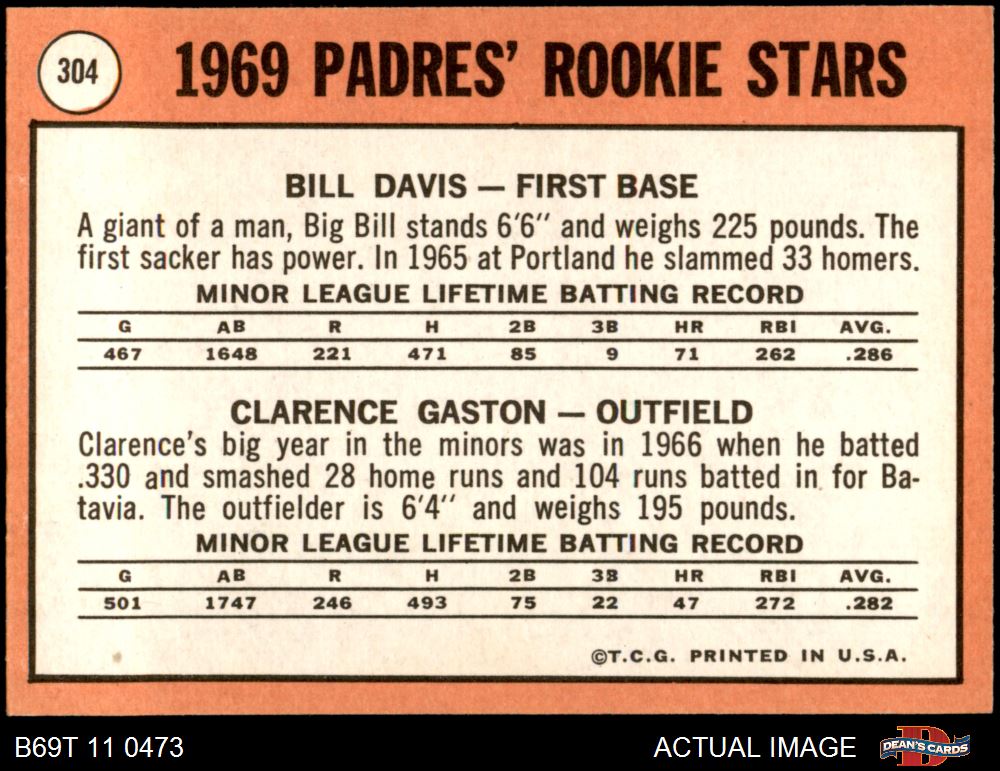 304
1969 PADRES' ROOKIE STARS
BILL DAVIS — FIRST BASE
A giant of a man, Big Bill stands 6'6" and weighs 225 pounds. The
first sacker has power. In 1965 at Portland he slammed 33 homers.
MINOR LEAGUE LIFETIME BATTING RECORD
G AB R H 2B 3B HR RBI AVG.
467 1648 221 471 85 9 71 262 .286
CLARENCE GASTON — OUTFIELD
Clarence's big year in the minors was in 1966 when he batted
.330 and smashed 28 home runs and 104 runs batted in for Ba-
tavia. The outfielder is 6'4" and weighs 195 pounds.
MINOR LEAGUE LIFETIME BATTING RECORD
G AB R H 2B 3B HR RBI AVG.
501 1747 246 493 75 22 47 272 .282
©T.C.G. PRINTED IN U.S.A.
B69T 11 0473
ACTUAL IMAGE
D
DEAN'S CARDS